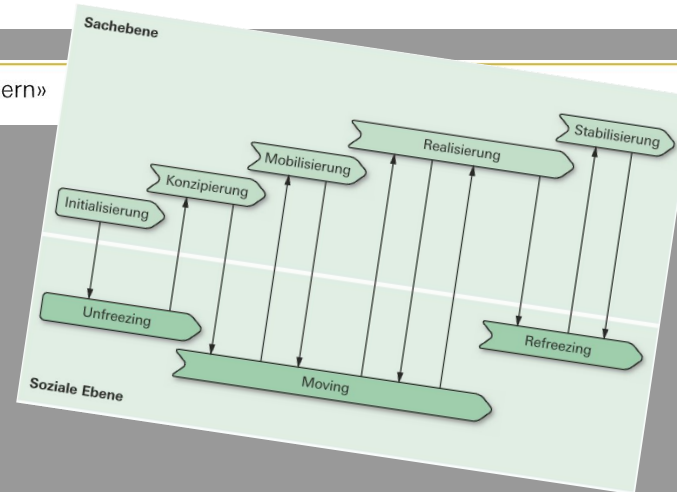 ern»
Sachebene
Initialisierung
Konzipierung
Mobilisierung
Realisierung
Stabilisierung
Unfreezing
Moving
Refreezing
Soziale Ebene